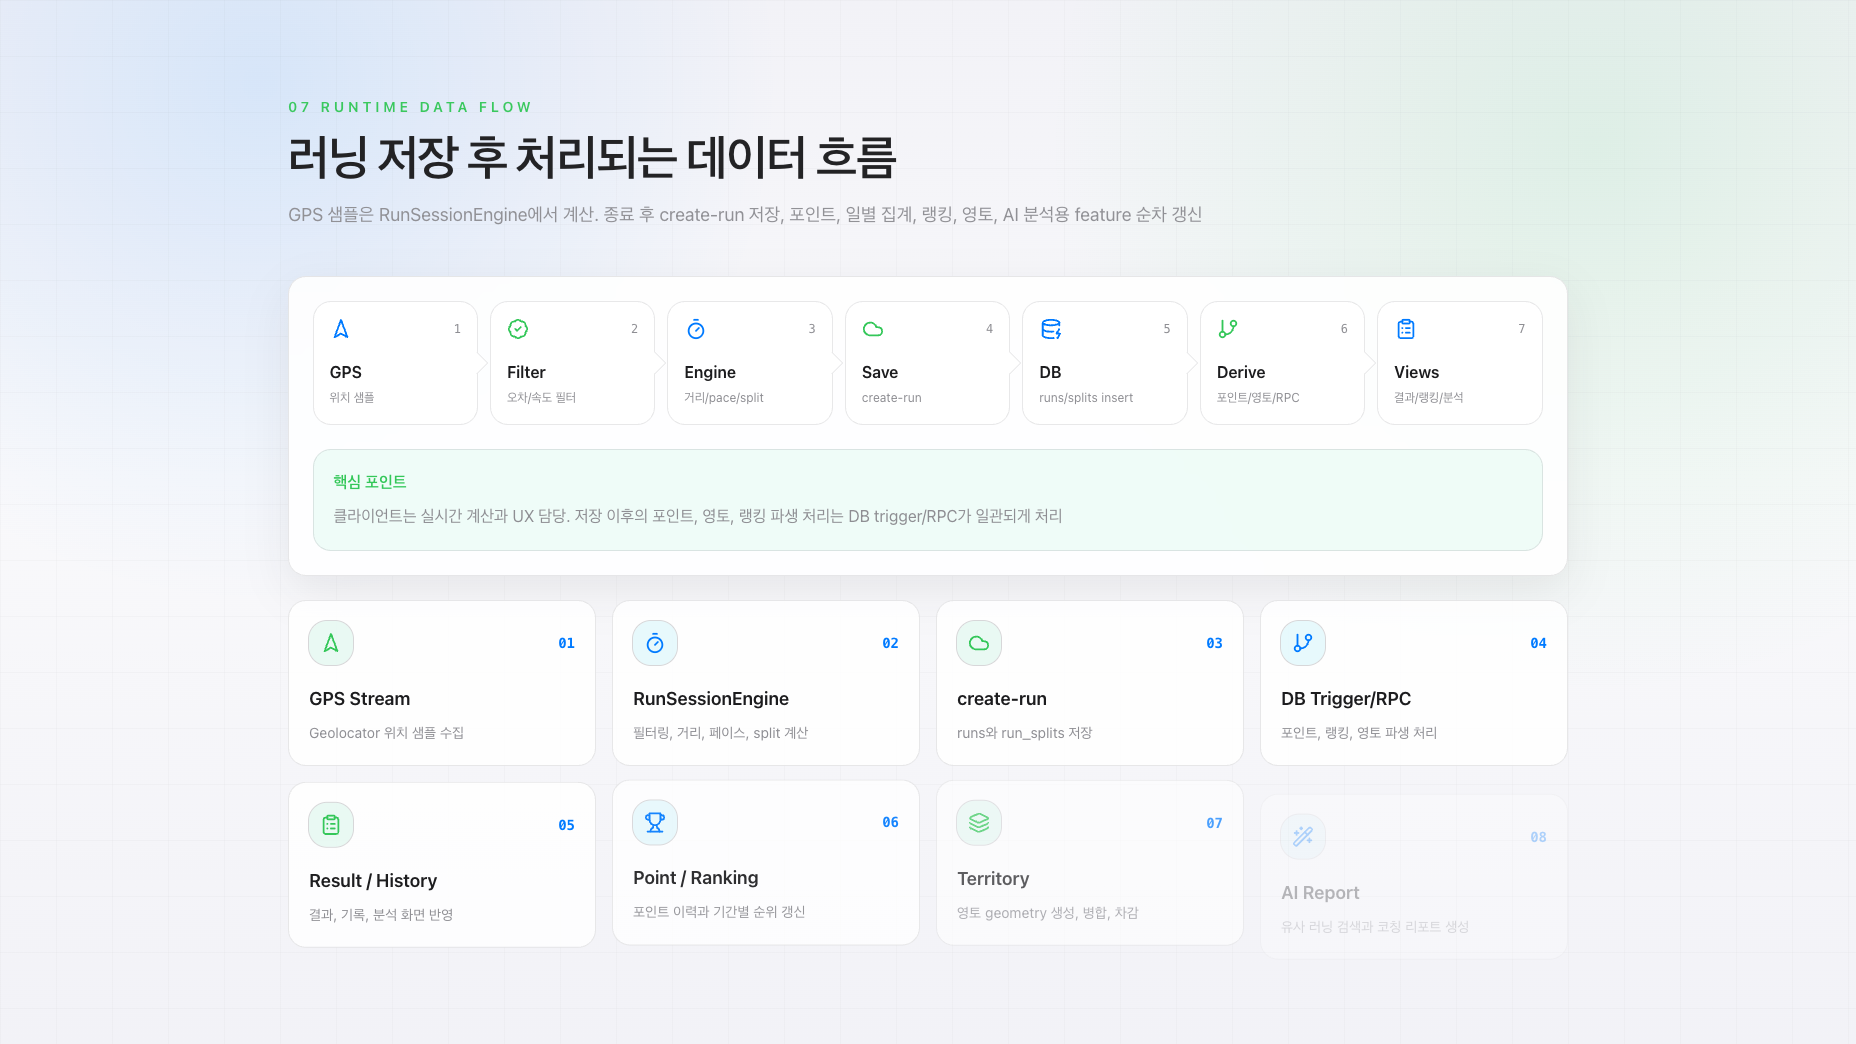 07 RUNTIME DATA FLOW
러닝 저장 후 처리되는 데이터 흐름
GPS 샘플은 RunSessionEngine에서 계산. 종료 후 create-run 저장, 포인트, 일별 집계, 랭킹, 영토, AI 분석용 feature 순차 갱신
1
GPS
위치 샘플
2
Filter
오차/속도 필터
3
Engine
거리/pace/split
4
Save
create-run
5
DB
runs/splits insert
6
Derive
포인트/영토/RPC
7
Views
결과/랭킹/분석
핵심 포인트
클라이언트는 실시간 계산과 UX 담당. 저장 이후의 포인트, 영토, 랭킹 파생 처리는 DB trigger/RPC가 일관되게 처리
01
GPS Stream
Geolocator 위치 샘플 수집
02
RunSessionEngine
필터링, 거리, 페이스, split 계산
03
create-run
runs와 run_splits 저장
04
DB Trigger/RPC
포인트, 랭킹, 영토 파생 처리
05
Result / History
결과, 기록, 분석 화면 반영
06
Point / Ranking
포인트 이력과 기간별 순위 갱신
07
Territory
영토 geometry 생성, 병합, 차감
08
AI Report
유사 러닝 검색과 코칭 리포트 생성